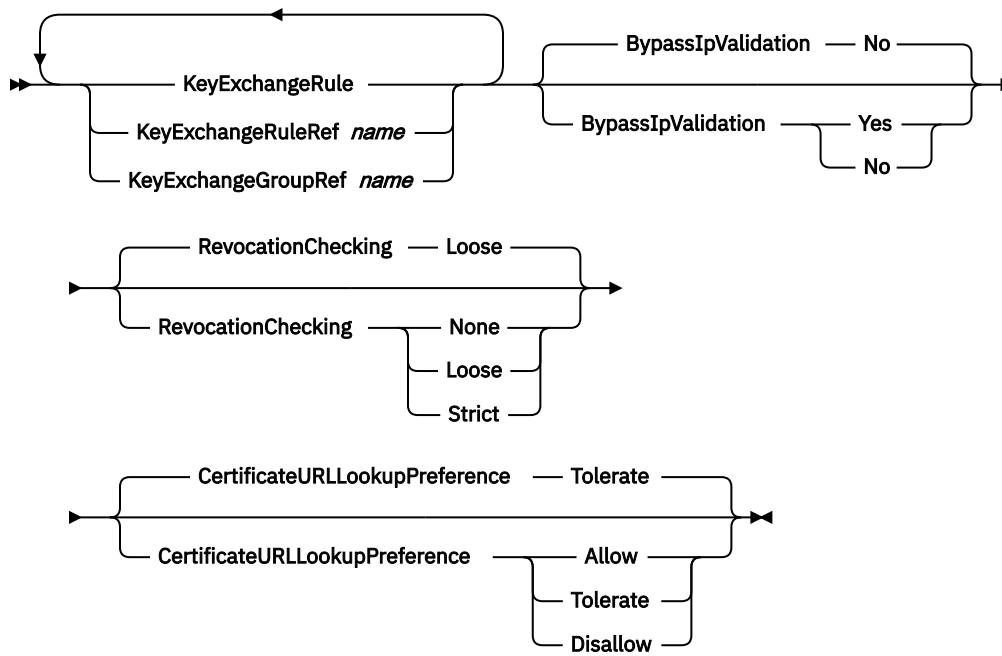 BypassIpValidation No
KeyExchangeRule
KeyExchangeRuleRef name
KeyExchangeGroupRef name
BypassIpValidation Yes
No
RevocationChecking Loose
RevocationChecking None
Loose
Strict
CertificateURLLookupPreference Tolerate
CertificateURLLookupPreference Allow
Tolerate
Disallow